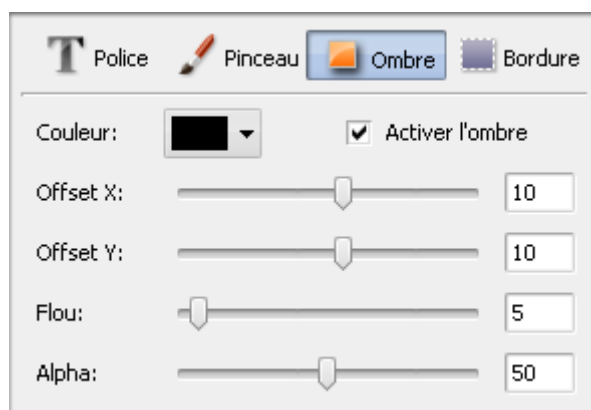 Police Pinceau Ombre Bordure
Couleur: Activer l'ombre
Offset X: 10
Offset Y: 10
Flou: 5
Alpha: 50